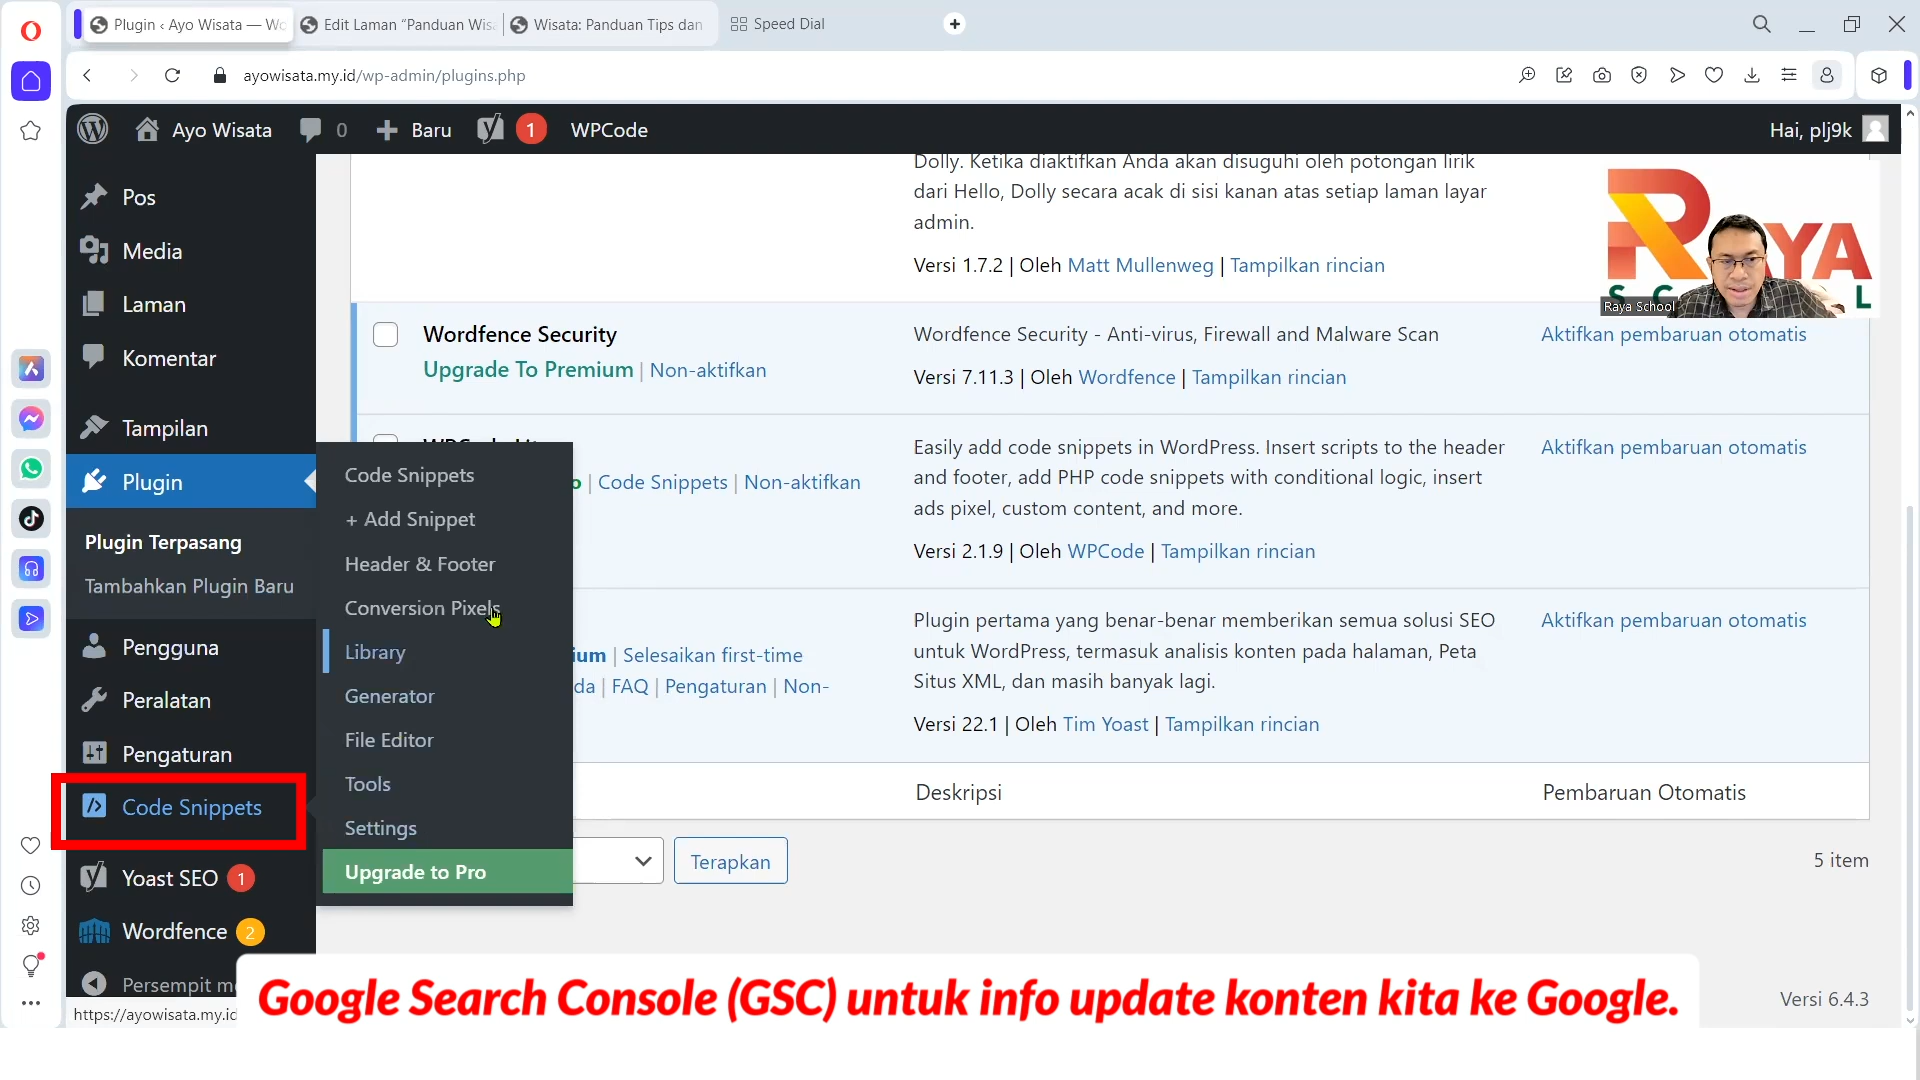 Plugin ‹ Ayo Wisata — Wo
Edit Laman “Panduan Wis
Wisata: Panduan Tips dan
Speed Dial
ayowisata.my.id/wp-admin/plugins.php
Ayo Wisata
0
Baru
1
WPCode
Hai, plj9k
Pos
Media
Laman
Komentar
Tampilan
Plugin
Plugin Terpasang
Tambahkan Plugin Baru
Pengguna
Peralatan
Pengaturan
Code Snippets
Yoast SEO 1
Wordfence 2
Persempit me
https://ayowisata.my.id
Code Snippets
+ Add Snippet
Header & Footer
Conversion Pixels
Library
Generator
File Editor
Tools
Settings
Upgrade to Pro
Dolly. Ketika diaktifkan Anda akan disuguhi oleh potongan lirik
dari Hello, Dolly secara acak di sisi kanan atas setiap laman layar
admin.
Versi 1.7.2 | Oleh Matt Mullenweg | Tampilkan rincian
RAYA
Raya School
Wordfence Security
Upgrade To Premium | Non-aktifkan
Wordfence Security - Anti-virus, Firewall and Malware Scan
Versi 7.11.3 | Oleh Wordfence | Tampilkan rincian
Aktifkan pembaruan otomatis
o | Code Snippets | Non-aktifkan
Easily add code snippets in WordPress. Insert scripts to the header
and footer, add PHP code snippets with conditional logic, insert
ads pixel, custom content, and more.
Versi 2.1.9 | Oleh WPCode | Tampilkan rincian
Aktifkan pembaruan otomatis
ium | Selesaikan first-time
da | FAQ | Pengaturan | Non-
Plugin pertama yang benar-benar memberikan semua solusi SEO
untuk WordPress, termasuk analisis konten pada halaman, Peta
Situs XML, dan masih banyak lagi.
Versi 22.1 | Oleh Tim Yoast | Tampilkan rincian
Aktifkan pembaruan otomatis
Deskripsi
Pembaruan Otomatis
Terapkan
5 item
Versi 6.4.3
Google Search Console (GSC) untuk info update konten kita ke Google.